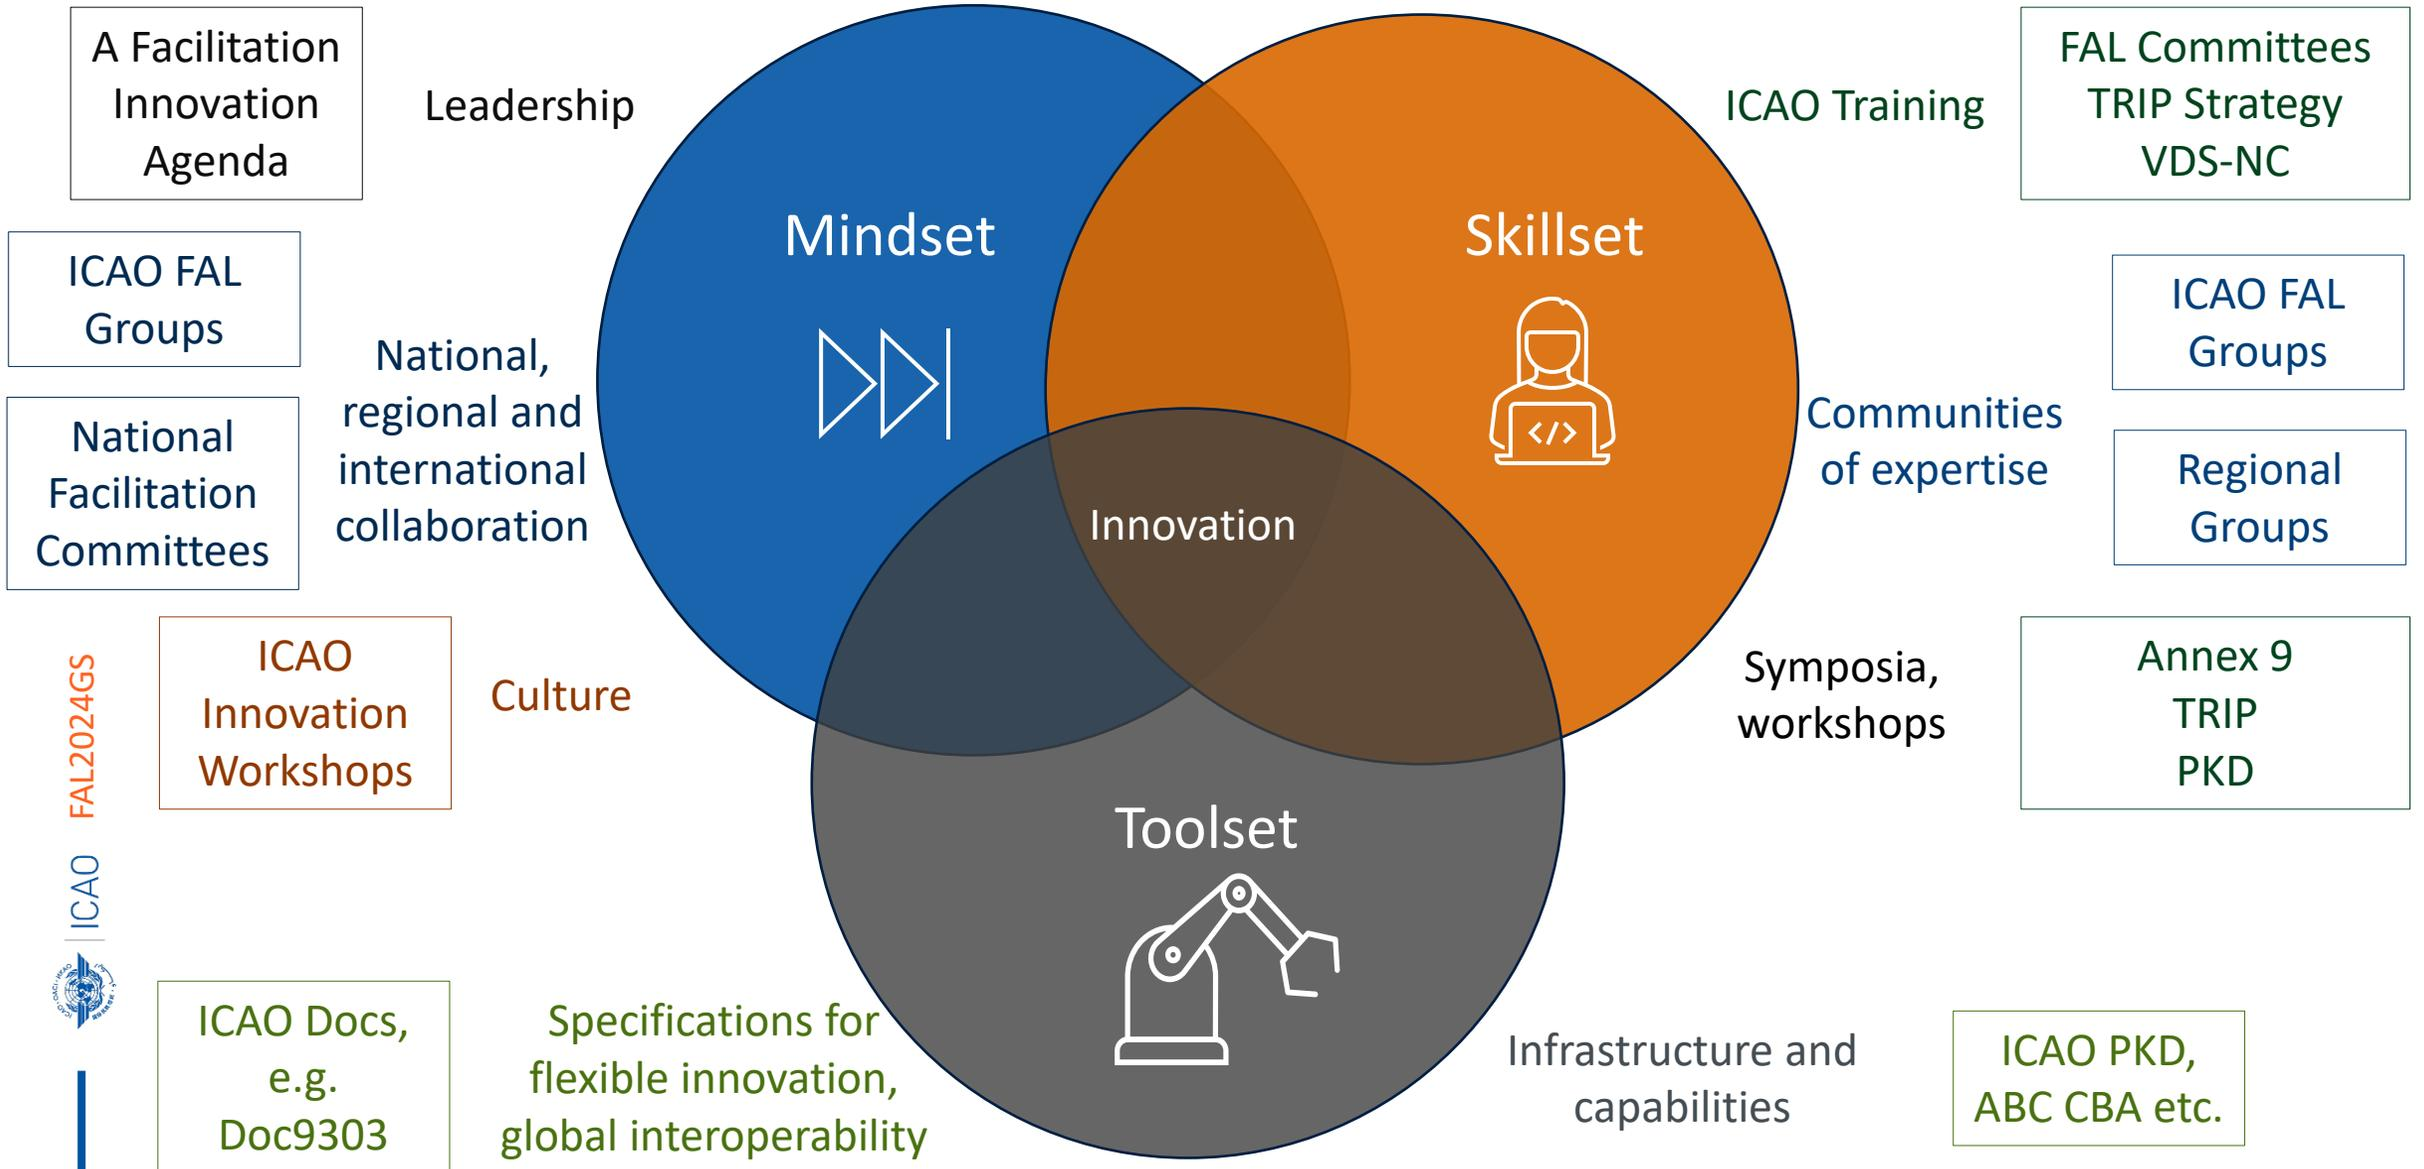 A Facilitation
Innovation
Agenda
Leadership
ICAO FAL
Groups
National
Facilitation
Committees
National,
regional and
international
collaboration
ICAO
Innovation
Workshops
Culture
Mindset
Skillset
</>
Innovation
Toolset
ICAO Training
FAL Committees
TRIP Strategy
VDS-NC
Communities
of expertise
ICAO FAL
Groups
Regional
Groups
Symposia,
workshops
Annex 9
TRIP
PKD
ICAO Docs,
e.g.
Doc9303
Specifications for
flexible innovation,
global interoperability
Infrastructure and
capabilities
ICAO PKD,
ABC CBA etc.
ICAO FAL2024GS